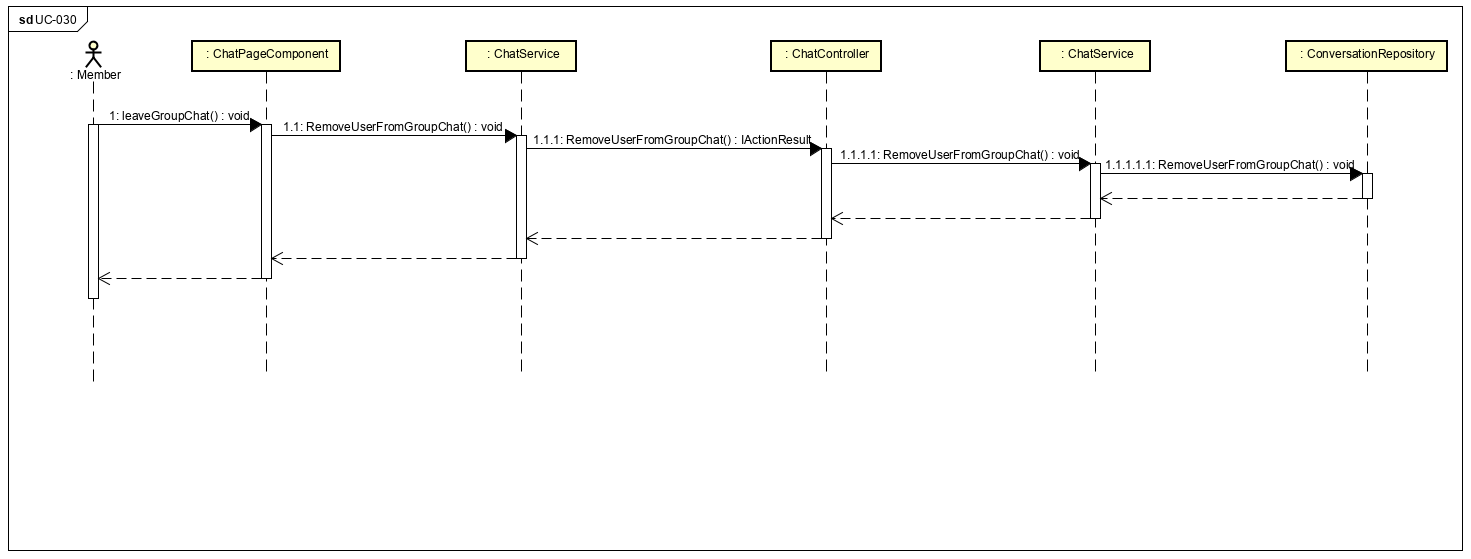 sd UC-030
: Member
: ChatPageComponent
: ChatService
: ChatController
: ChatService
: ConversationRepository
1: leaveGroupChat() : void
1.1: RemoveUserFromGroupChat() : void
1.1.1: RemoveUserFromGroupChat() : IActionResult
1.1.1.1: RemoveUserFromGroupChat() : void
1.1.1.1.1: RemoveUserFromGroupChat() : void